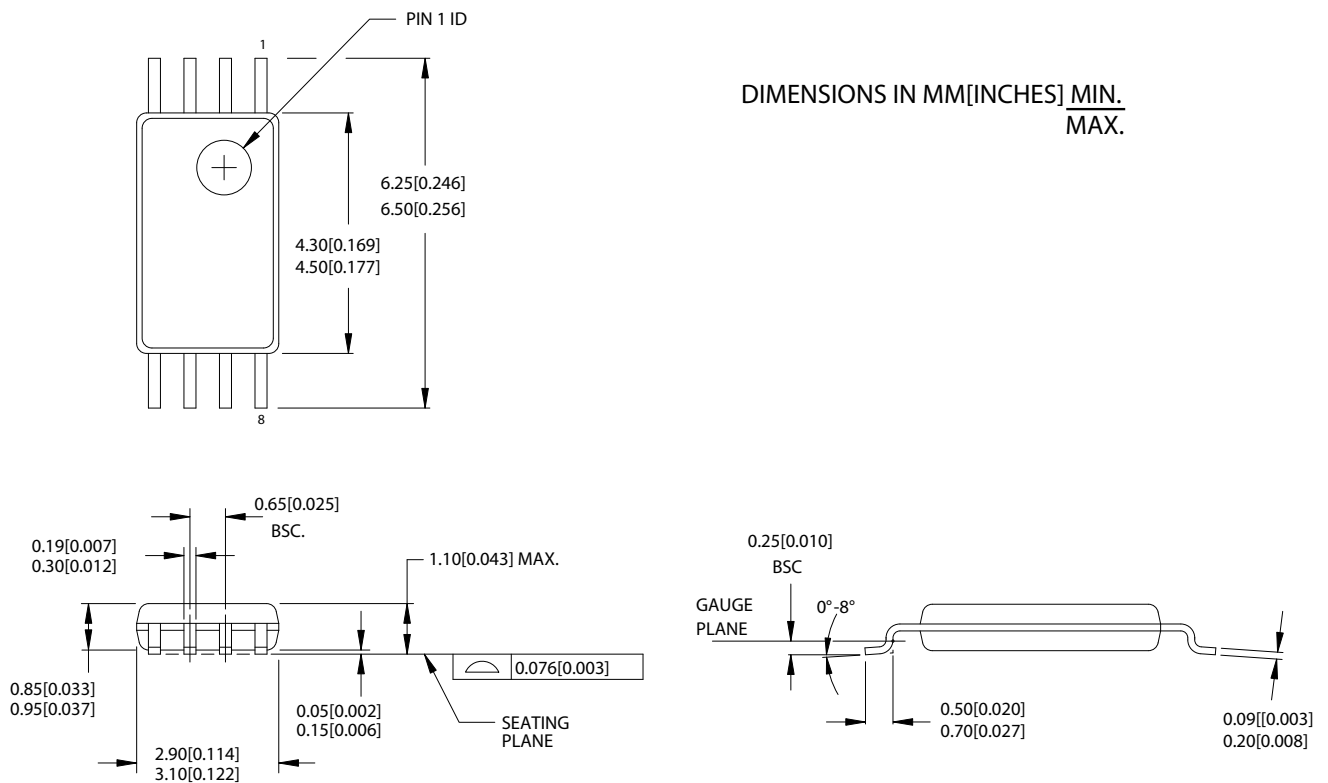 PIN 1 ID
1
DIMENSIONS IN MM[INCHES] MIN.
MAX.
6.25[0.246]
6.50[0.256]
4.30[0.169]
4.50[0.177]
8
0.65[0.025]
BSC.
0.19[0.007]
0.30[0.012]
1.10[0.043] MAX.
0.25[0.010]
BSC
GAUGE
PLANE
0°-8°
0.076[0.003]
0.85[0.033]
0.95[0.037]
0.05[0.002]
0.15[0.006]
SEATING
PLANE
0.50[0.020]
0.70[0.027]
0.09[[0.003]
0.20[0.008]
2.90[0.114]
3.10[0.122]